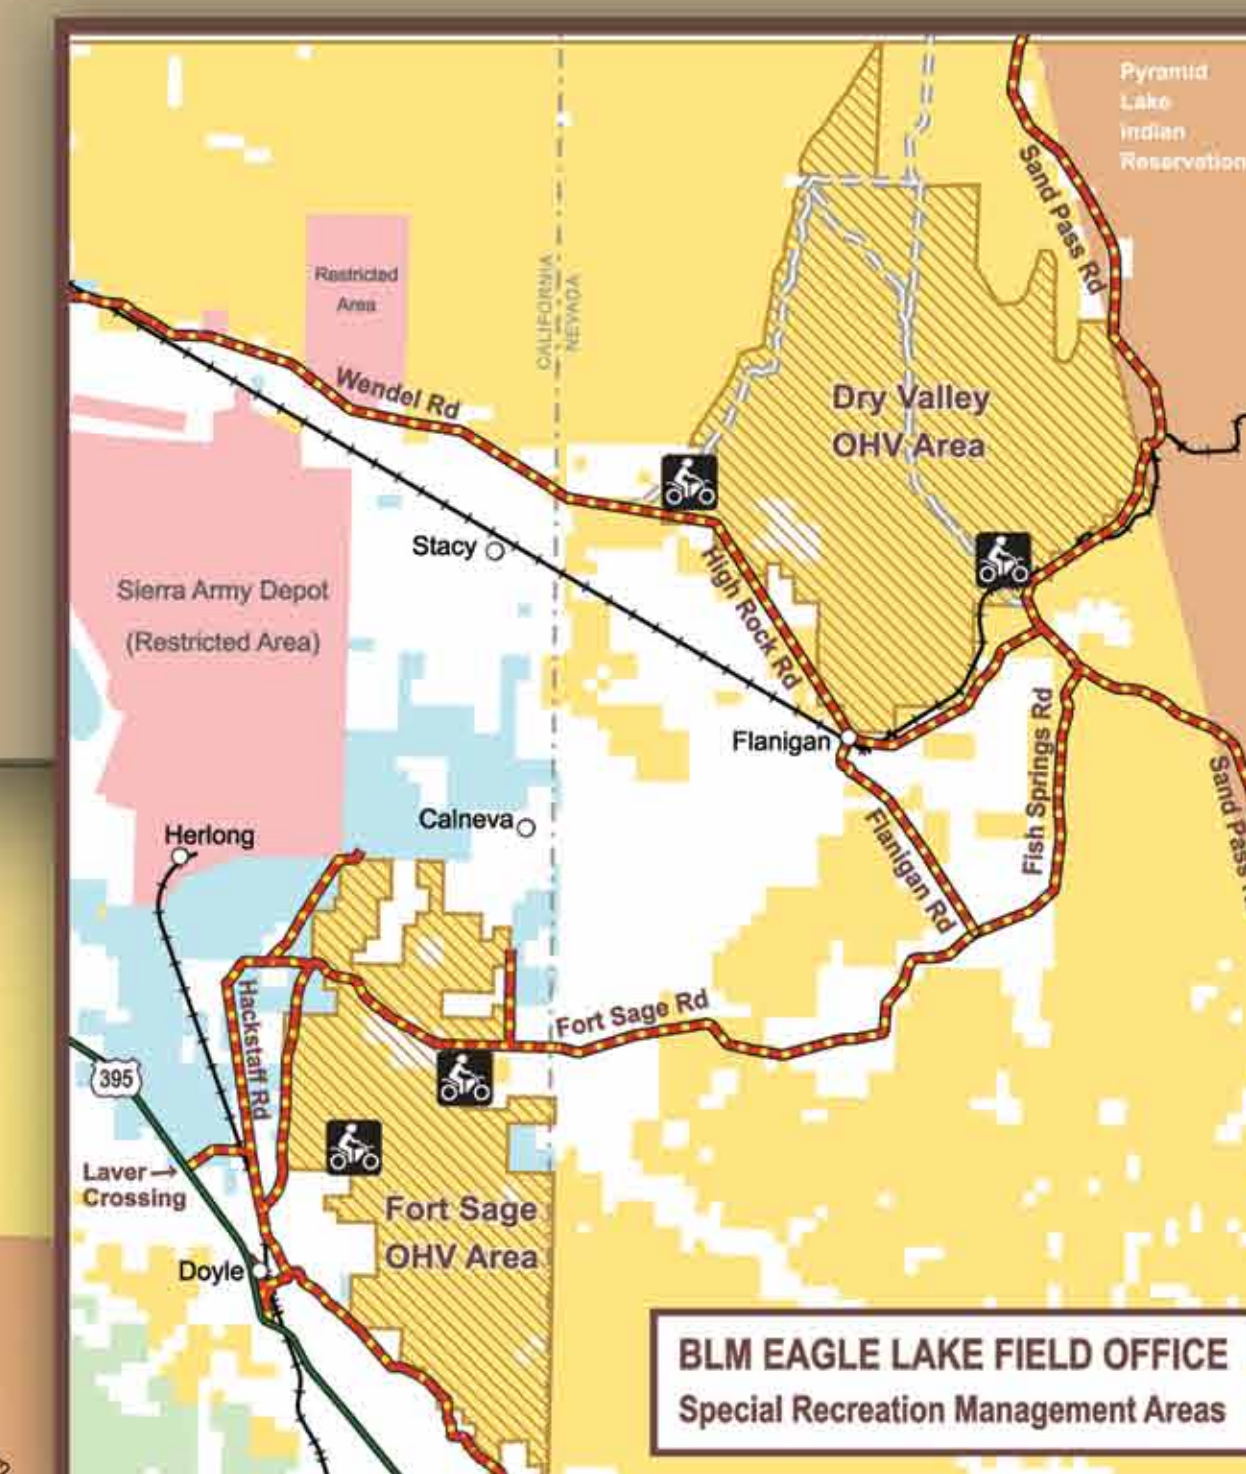 Pyramid
Lake
Indian
Reservation
Sand Pass Rd
Restricted
Area
CALIFORNIA
NEVADA
Wendel Rd
Dry Valley
OHV Area
Stacy
High Rock Rd
Sierra Army Depot
(Restricted Area)
Flanigan
Fish Springs Rd
Sand Pass
Calneva
Herlong
Flanigan Rd
Hackstaff Rd
Fort Sage Rd
395
Laver
Crossing
Fort Sage
OHV Area
Doyle
BLM EAGLE LAKE FIELD OFFICE
Special Recreation Management Areas